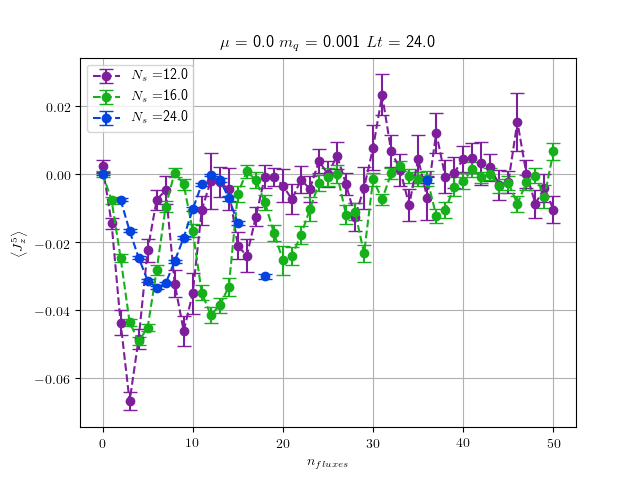 μ = 0.0 m_q = 0.001 Lt = 24.0
N_s =12.0
N_s =16.0
N_s =24.0
0.02
0.00
−0.02
−0.04
−0.06
⟨J_z^5⟩
0 10 20 30 40 50
n_fluxes